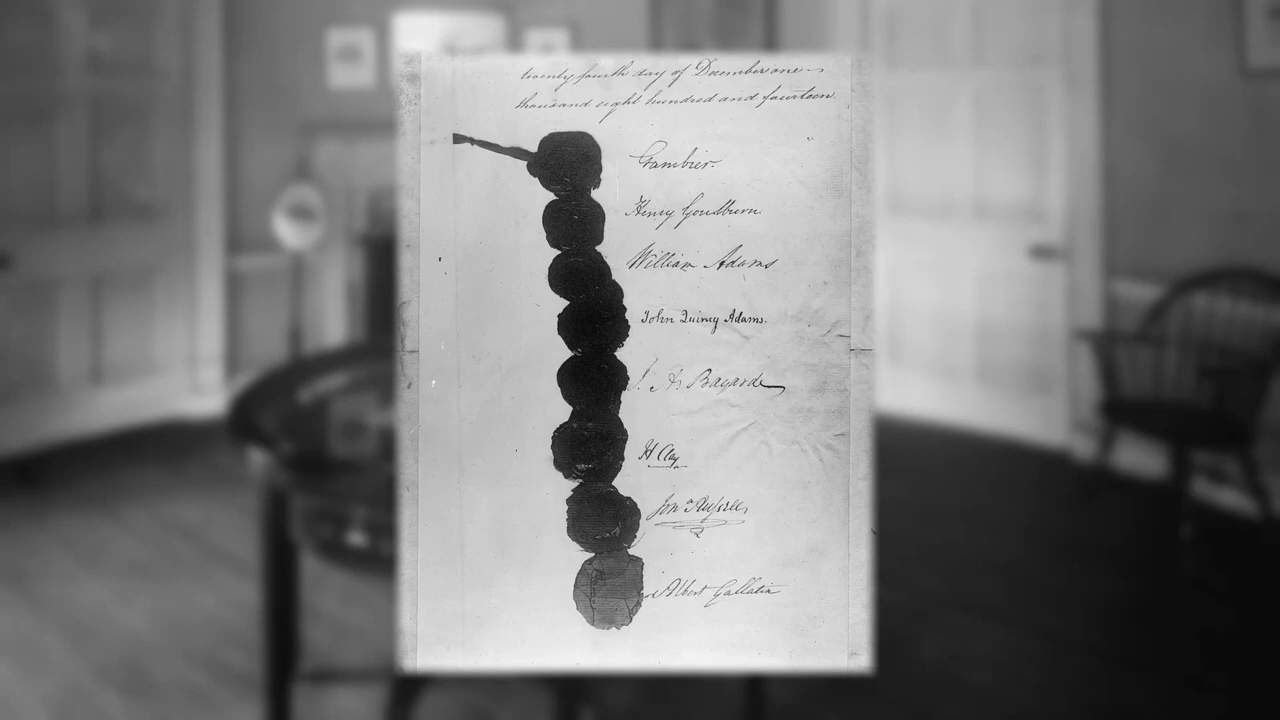 twenty fourth day of December one
thousand eight hundred and fourteen.
Gambier.
Henry Goulburn
William Adams
John Quincy Adams.
J. A. Bayard
H Clay
Jon.a Russell
Albert Gallatin